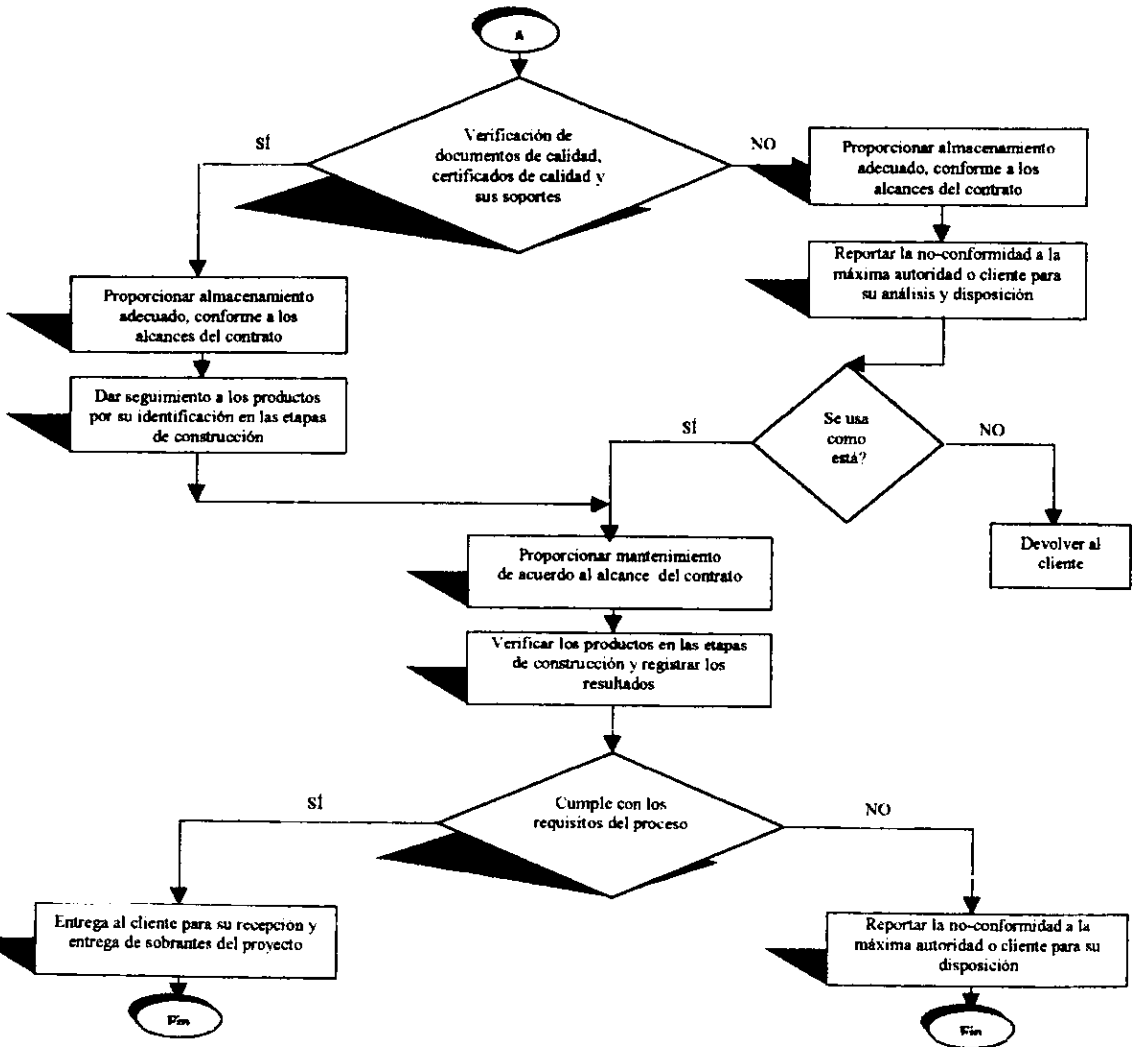 A
Verificación de
documentos de calidad,
certificados de calidad y
sus soportes
SÍ
NO
Proporcionar almacenamiento
adecuado, conforme a los
alcances del contrato
Reportar la no-conformidad a la
máxima autoridad o cliente para
su análisis y disposición
Proporcionar almacenamiento
adecuado, conforme a los
alcances del contrato
Dar seguimiento a los productos
por su identificación en las etapas
de construcción
Se usa
como
está?
SÍ
NO
Devolver al
cliente
Proporcionar mantenimiento
de acuerdo al alcance del contrato
Verificar los productos en las etapas
de construcción y registrar los
resultados
Cumple con los
requisitos del proceso
SÍ
NO
Entrega al cliente para su recepción y
entrega de sobrantes del proyecto
Reportar la no-conformidad a la
máxima autoridad o cliente para su
disposición
Fin
Fin